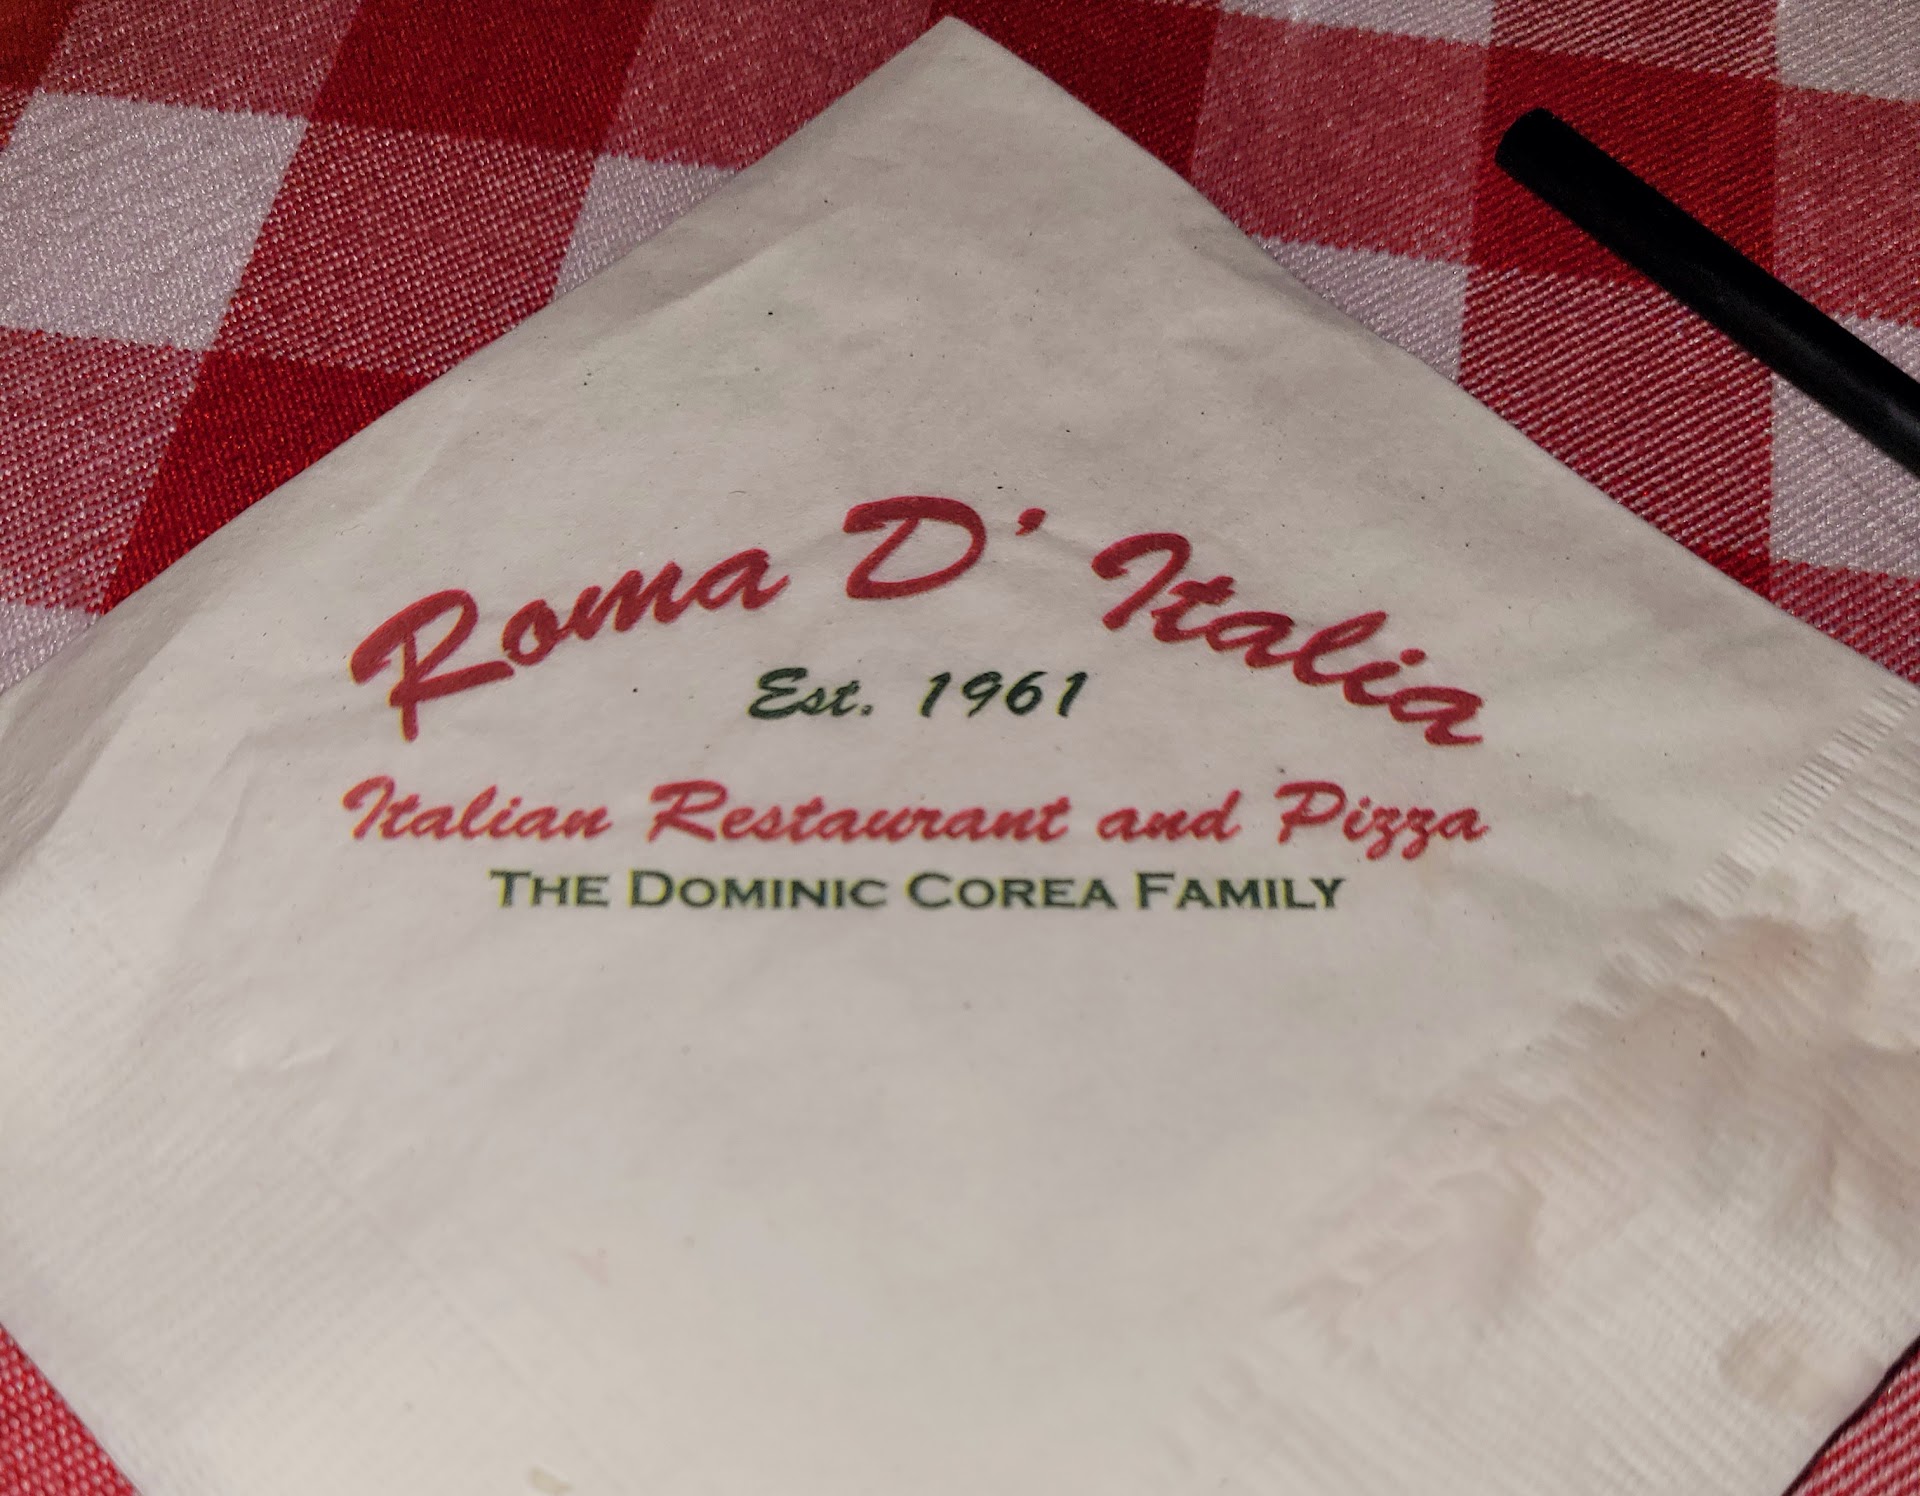 Roma D' Italia
Est. 1961
Italian Restaurant and Pizza
THE DOMINIC COREA FAMILY